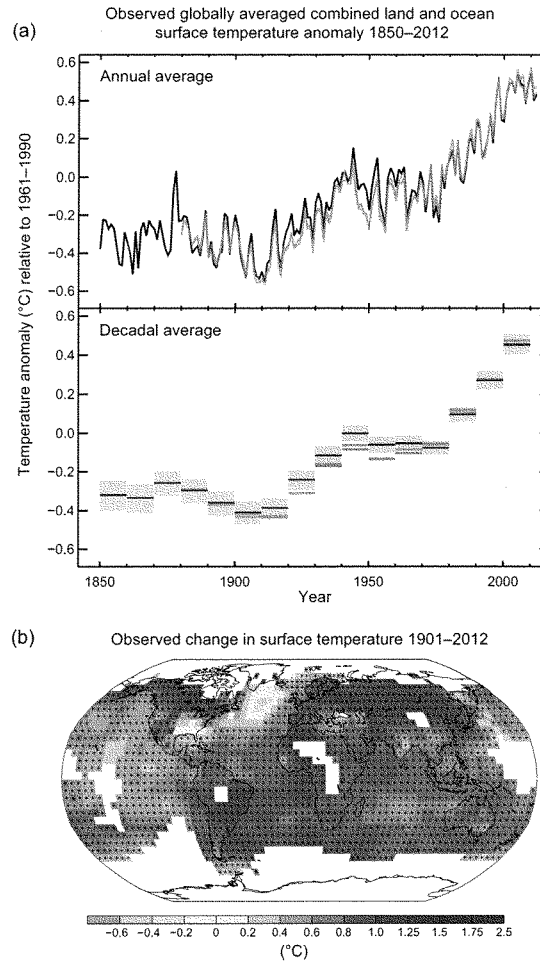 Observed globally averaged combined land and ocean
surface temperature anomaly 1850–2012
(a)
Annual average
0.6
0.4
0.2
0.0
−0.2
−0.4
−0.6
Temperature anomaly (°C) relative to 1961–1990
Decadal average
0.6
0.4
0.2
0.0
−0.2
−0.4
−0.6
1850
1900
1950
2000
Year
(b)
Observed change in surface temperature 1901–2012
−0.6 −0.4 −0.2 0 0.2 0.4 0.6 0.8 1.0 1.25 1.5 1.75 2.5
(°C)